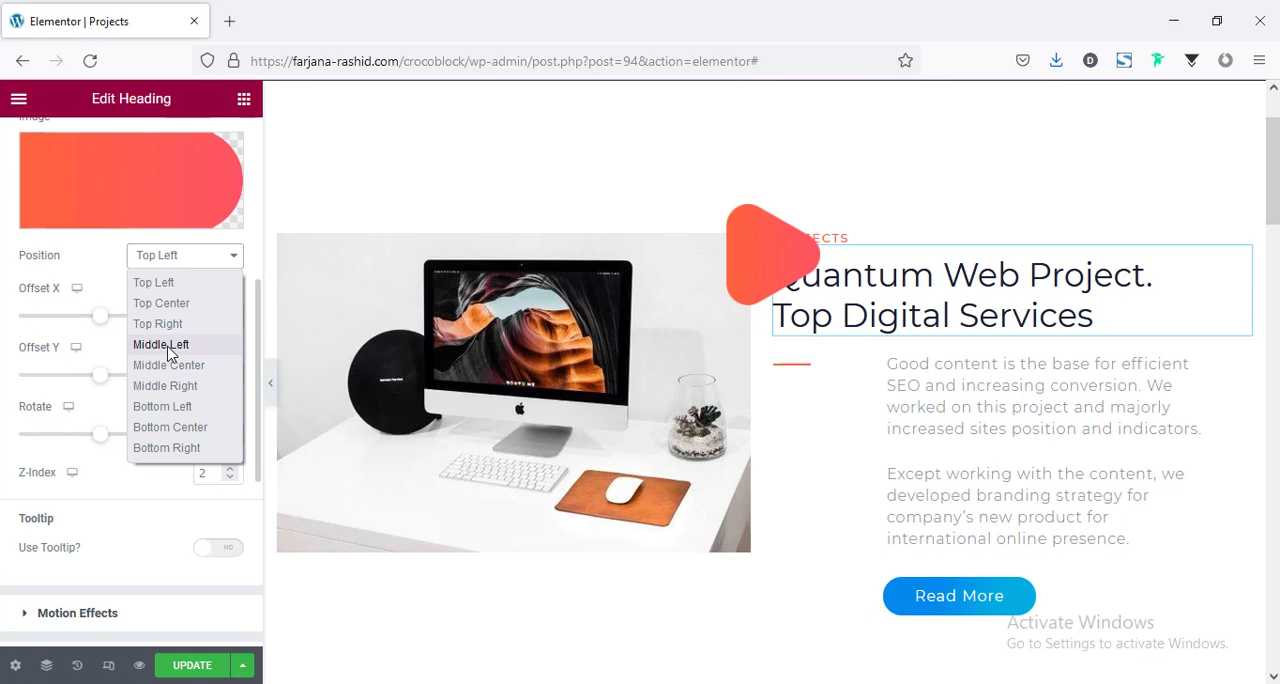 Elementor | Projects
https://farjana-rashid.com/crocoblock/wp-admin/post.php?post=94&action=elementor#
Edit Heading
Image
Position
Top Left
Top Left
Top Center
Top Right
Middle Left
Middle Center
Middle Right
Bottom Left
Bottom Center
Bottom Right
Offset X
Offset Y
Rotate
Z-Index
2
Tooltip
Use Tooltip?
NO
Motion Effects
UPDATE
ECTS
Quantum Web Project.
Top Digital Services
Good content is the base for efficient
SEO and increasing conversion. We
worked on this project and majorly
increased sites position and indicators.
Except working with the content, we
developed branding strategy for
company’s new product for
international online presence.
Read More
Activate Windows
Go to Settings to activate Windows.